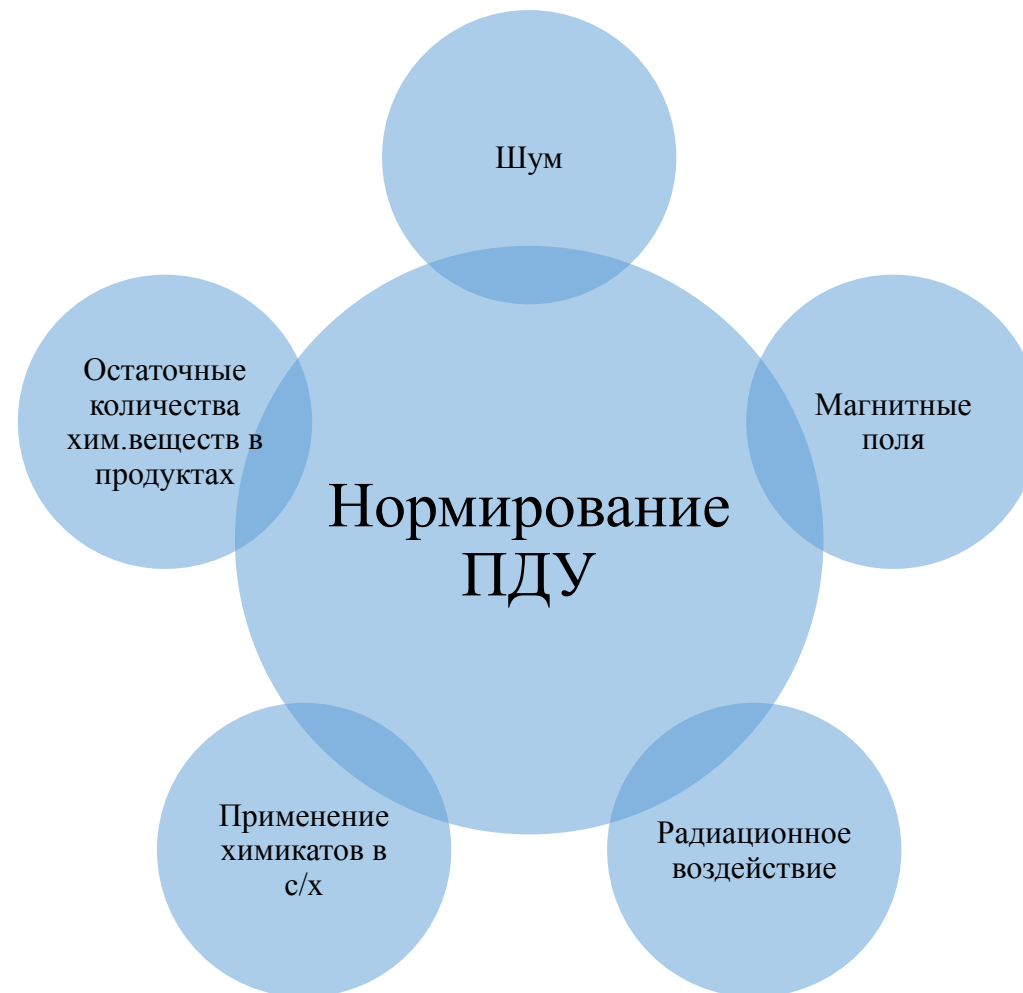 Шум
Остаточные
количества
хим.веществ в
продуктах
Магнитные
поля
Нормирование
ПДУ
Применение
химикатов в
с/х
Радиационное
воздействие